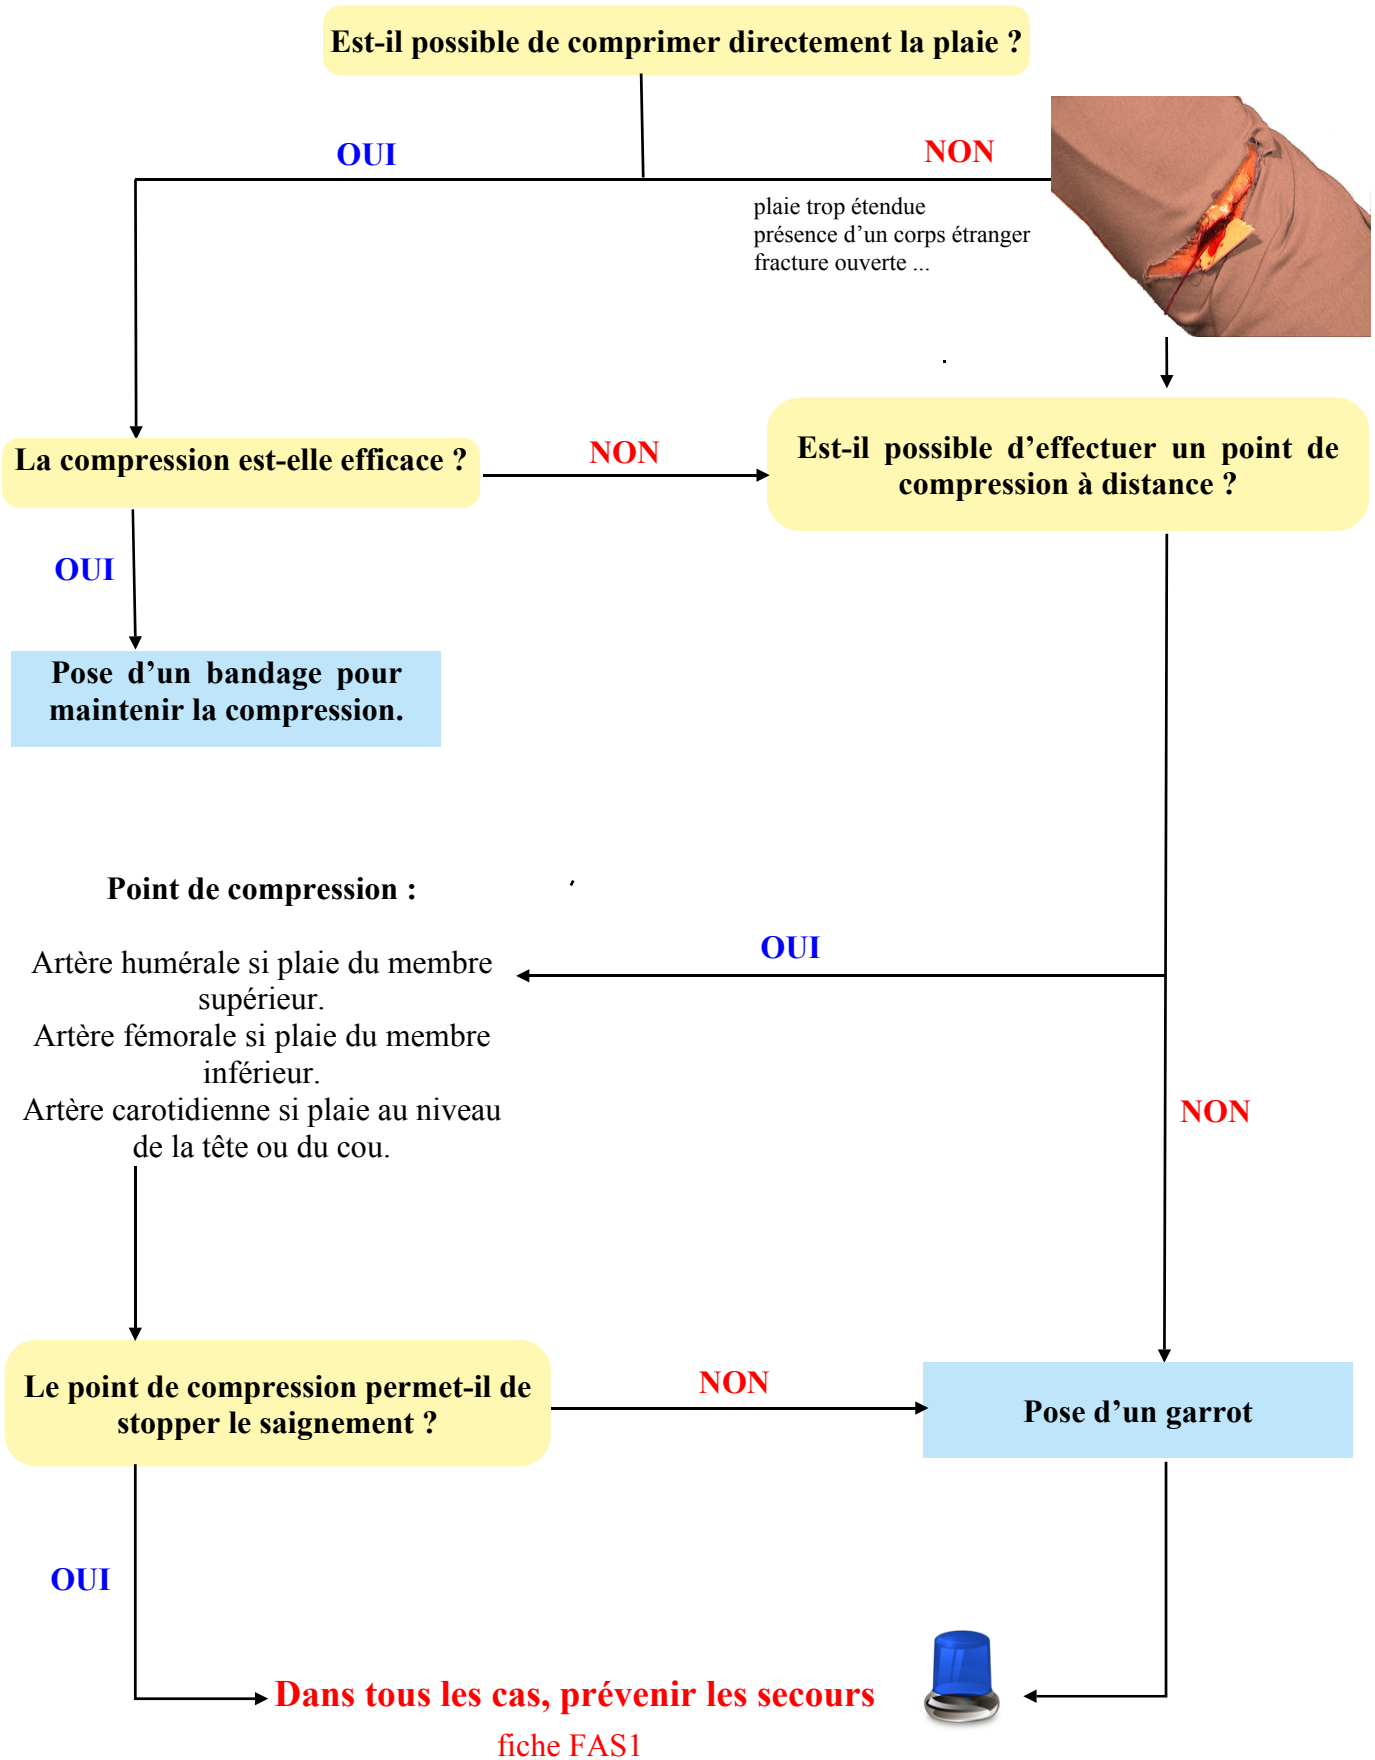 Est-il possible de comprimer directement la plaie ?
OUI
NON
plaie trop étendue
présence d’un corps étranger
fracture ouverte ...
La compression est-elle efficace ?
NON
Est-il possible d’effectuer un point de
compression à distance ?
OUI
Pose d’un bandage pour
maintenir la compression.
Point de compression :
Artère humérale si plaie du membre
supérieur.
Artère fémorale si plaie du membre
inférieur.
Artère carotidienne si plaie au niveau
de la tête ou du cou.
OUI
NON
Le point de compression permet-il de
stopper le saignement ?
NON
Pose d’un garrot
OUI
Dans tous les cas, prévenir les secours
fiche FAS1